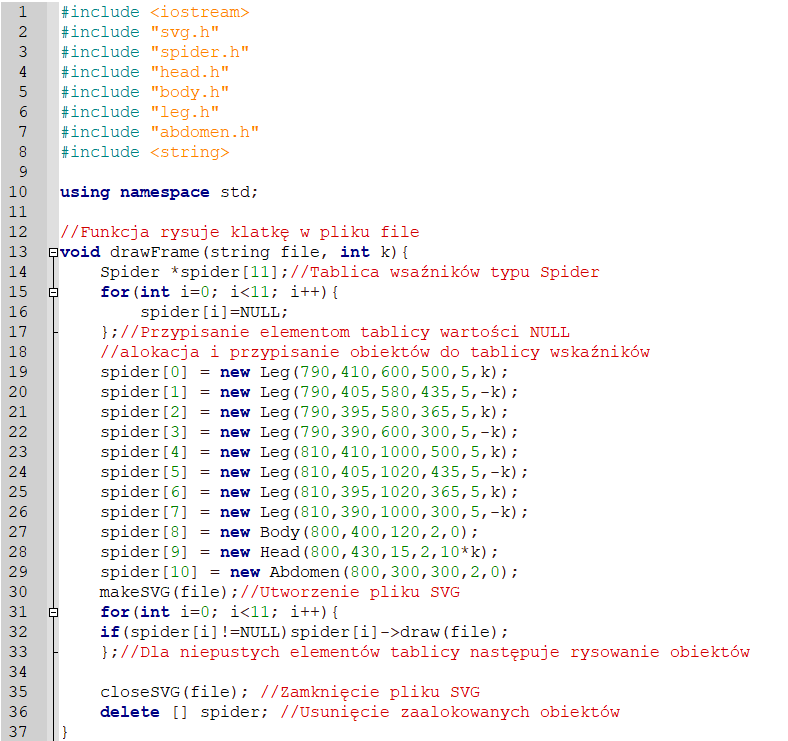 1 #include <iostream>
2 #include "svg.h"
3 #include "spider.h"
4 #include "head.h"
5 #include "body.h"
6 #include "leg.h"
7 #include "abdomen.h"
8 #include <string>
9
10 using namespace std;
11
12 //Funkcja rysuje klatkę w pliku file
13 void drawFrame(string file, int k){
14     Spider *spider[11];//Tablica wsaźników typu Spider
15     for(int i=0; i<11; i++){
16         spider[i]=NULL;
17     };//Przypisanie elementom tablicy wartości NULL
18     //alokacja i przypisanie obiektów do tablicy wskaźników
19     spider[0] = new Leg(790,410,600,500,5,k);
20     spider[1] = new Leg(790,405,580,435,5,-k);
21     spider[2] = new Leg(790,395,580,365,5,k);
22     spider[3] = new Leg(790,390,600,300,5,-k);
23     spider[4] = new Leg(810,410,1000,500,5,k);
24     spider[5] = new Leg(810,405,1020,435,5,-k);
25     spider[6] = new Leg(810,395,1020,365,5,k);
26     spider[7] = new Leg(810,390,1000,300,5,-k);
27     spider[8] = new Body(800,400,120,2,0);
28     spider[9] = new Head(800,430,15,2,10*k);
29     spider[10] = new Abdomen(800,300,300,2,0);
30     makeSVG(file);//Utworzenie pliku SVG
31     for(int i=0; i<11; i++){
32     if(spider[i]!=NULL)spider[i]->draw(file);
33     };//Dla niepustych elementów tablicy następuje rysowanie obiektów
34
35     closeSVG(file); //Zamknięcie pliku SVG
36     delete [] spider; //Usunięcie zaalokowanych obiektów
37 }